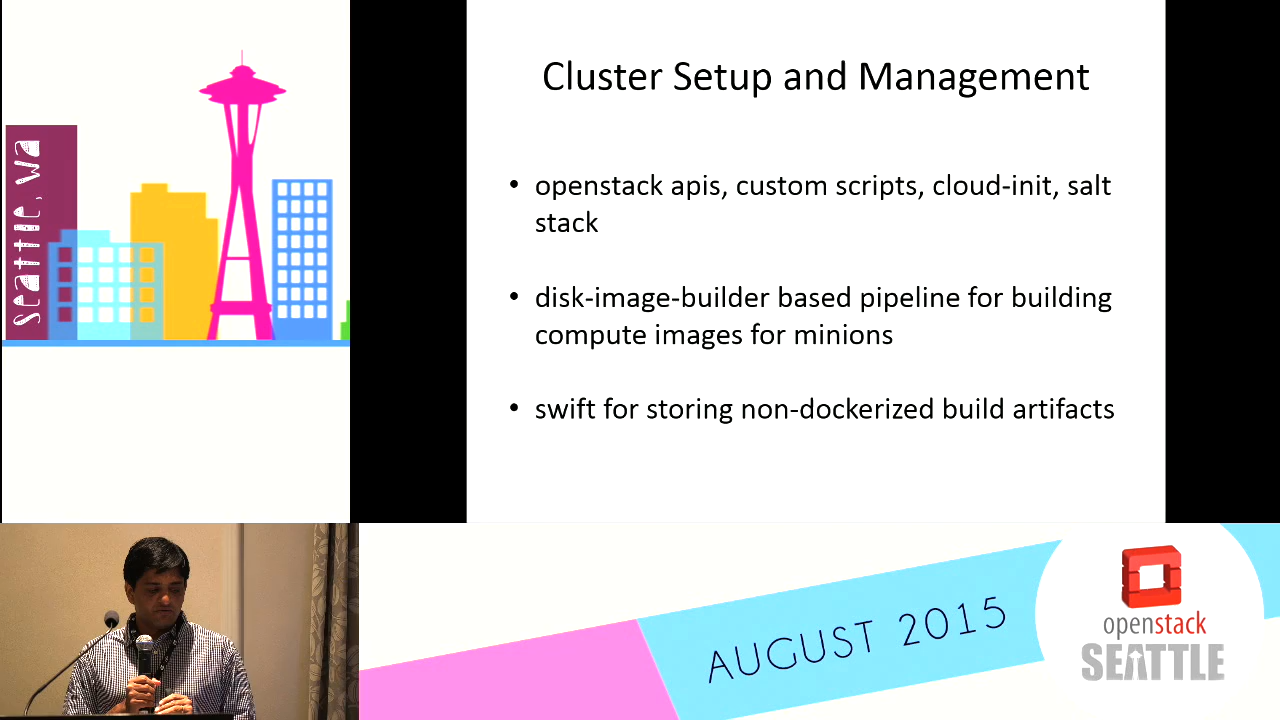 Seattle, WA
Cluster Setup and Management
• openstack apis, custom scripts, cloud-init, salt
stack
• disk-image-builder based pipeline for building
compute images for minions
• swift for storing non-dockerized build artifacts
AUGUST 2015
openstack
SEATTLE